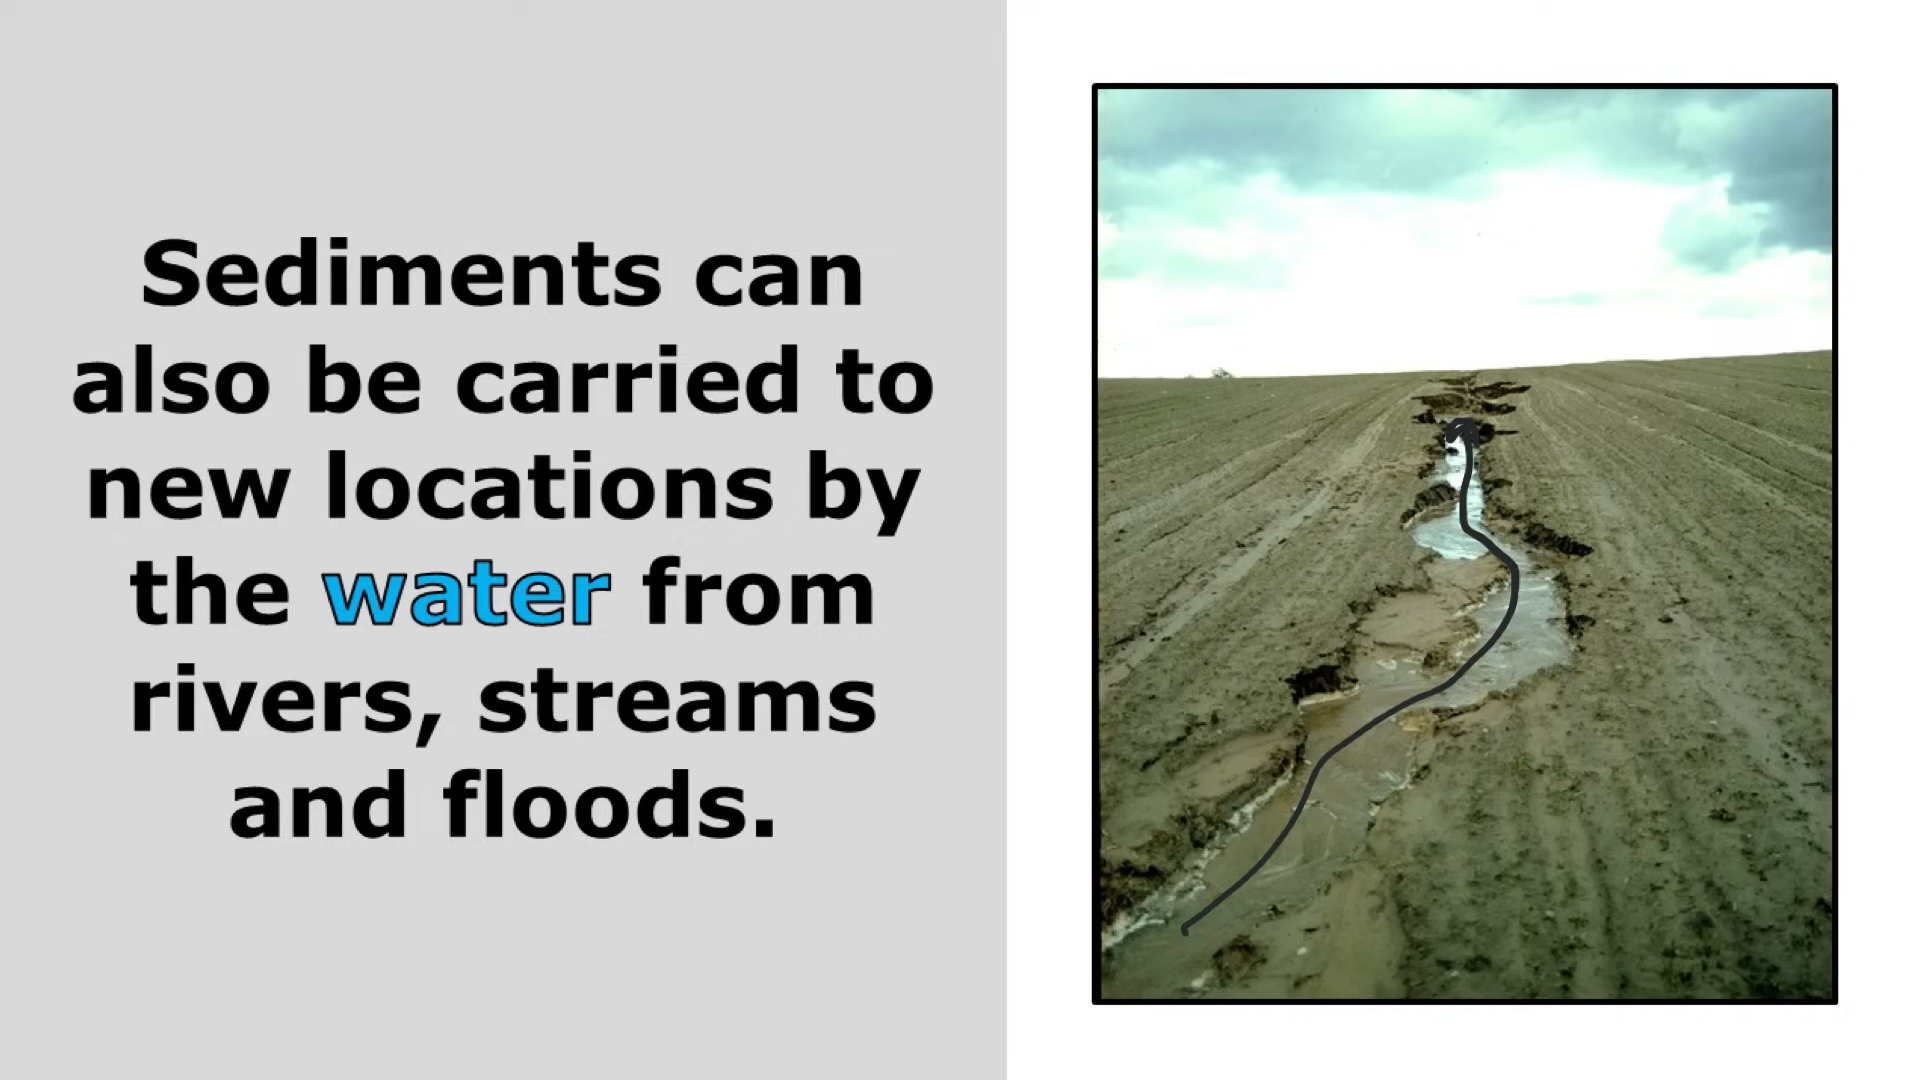 Sediments can
also be carried to
new locations by
the water from
rivers, streams
and floods.